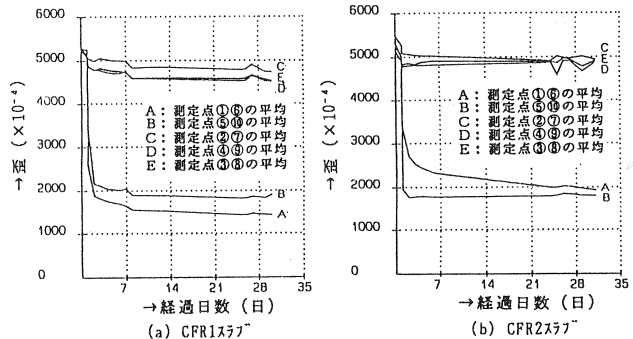 6000
5000
4000
3000
2000
1000
0
→歪（×10⁻⁴）
C
E
D
A：測定点①⑥の平均
B：測定点⑤⑩の平均
C：測定点②⑦の平均
D：測定点④⑨の平均
E：測定点③⑧の平均
B
A
7 14 21 28 35
→経過日数（日）
(a) CFR1ｽﾗﾌﾞ
6000
5000
4000
3000
2000
1000
0
→歪（×10⁻⁴）
C
E
D
A：測定点①⑥の平均
B：測定点⑤⑩の平均
C：測定点②⑦の平均
D：測定点④⑨の平均
E：測定点③⑧の平均
A
B
7 14 21 28 35
→経過日数（日）
(b) CFR2ｽﾗﾌﾞ